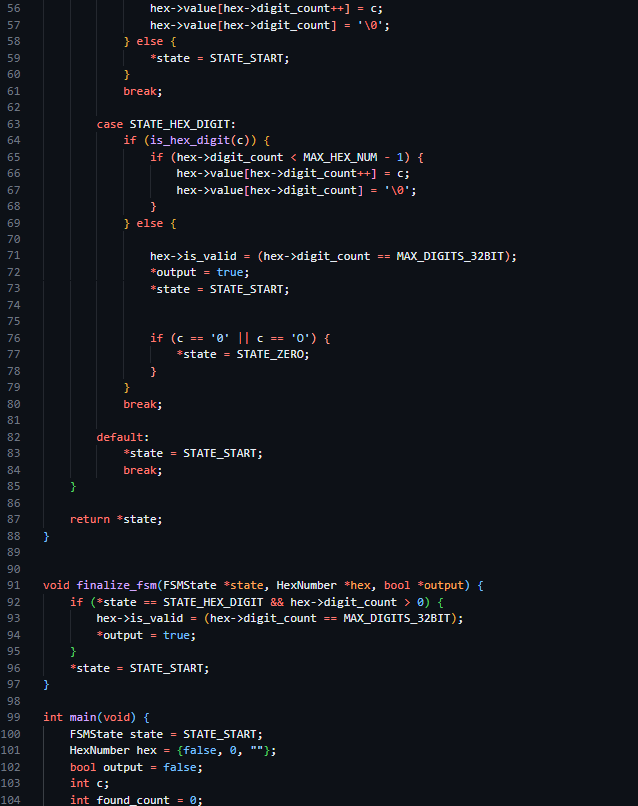 56 hex->value[hex->digit_count++] = c;
57 hex->value[hex->digit_count] = '\0';
58 } else {
59 *state = STATE_START;
60 }
61 break;
62
63 case STATE_HEX_DIGIT:
64 if (is_hex_digit(c)) {
65 if (hex->digit_count < MAX_HEX_NUM - 1) {
66 hex->value[hex->digit_count++] = c;
67 hex->value[hex->digit_count] = '\0';
68 }
69 } else {
70
71 hex->is_valid = (hex->digit_count == MAX_DIGITS_32BIT);
72 *output = true;
73 *state = STATE_START;
74
75
76 if (c == '0' || c == 'O') {
77 *state = STATE_ZERO;
78 }
79 }
80 break;
81
82 default:
83 *state = STATE_START;
84 break;
85 }
86
87 return *state;
88 }
89
90
91 void finalize_fsm(FSMState *state, HexNumber *hex, bool *output) {
92 if (*state == STATE_HEX_DIGIT && hex->digit_count > 0) {
93 hex->is_valid = (hex->digit_count == MAX_DIGITS_32BIT);
94 *output = true;
95 }
96 *state = STATE_START;
97 }
98
99 int main(void) {
100 FSMState state = STATE_START;
101 HexNumber hex = {false, 0, ""};
102 bool output = false;
103 int c;
104 int found_count = 0;